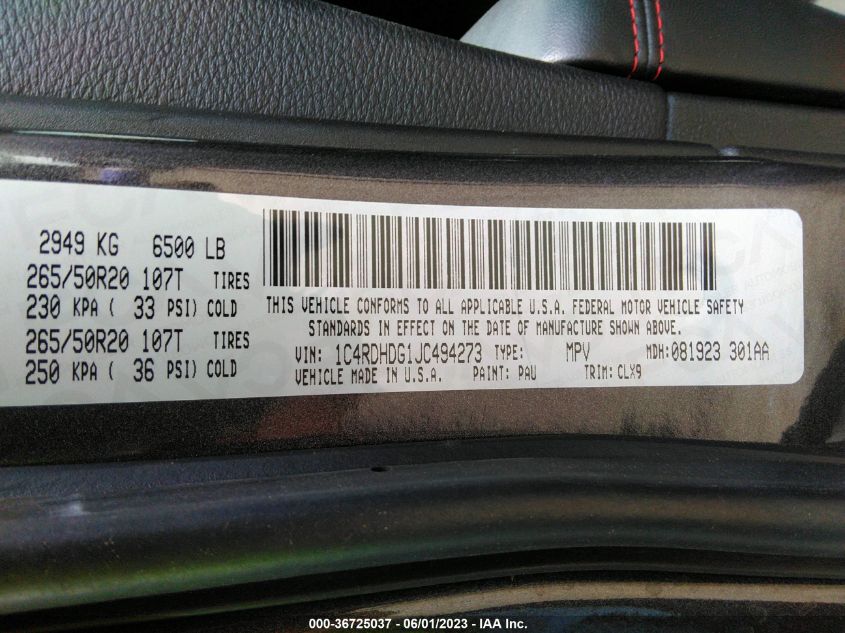 2949 KG 6500 LB
265/50R20 107T TIRES
230 KPA ( 33 PSI) COLD
265/50R20 107T TIRES
250 KPA ( 36 PSI) COLD
THIS VEHICLE CONFORMS TO ALL APPLICABLE U.S.A. FEDERAL MOTOR VEHICLE SAFETY
STANDARDS IN EFFECT ON THE DATE OF MANUFACTURE SHOWN ABOVE.
VIN: 1C4RDHDG1JC494273 TYPE: MPV MDH: 081923 301AA
VEHICLE MADE IN U.S.A. PAINT: PAU TRIM: CLX9
000-36725037 - 06/01/2023 - IAA Inc.